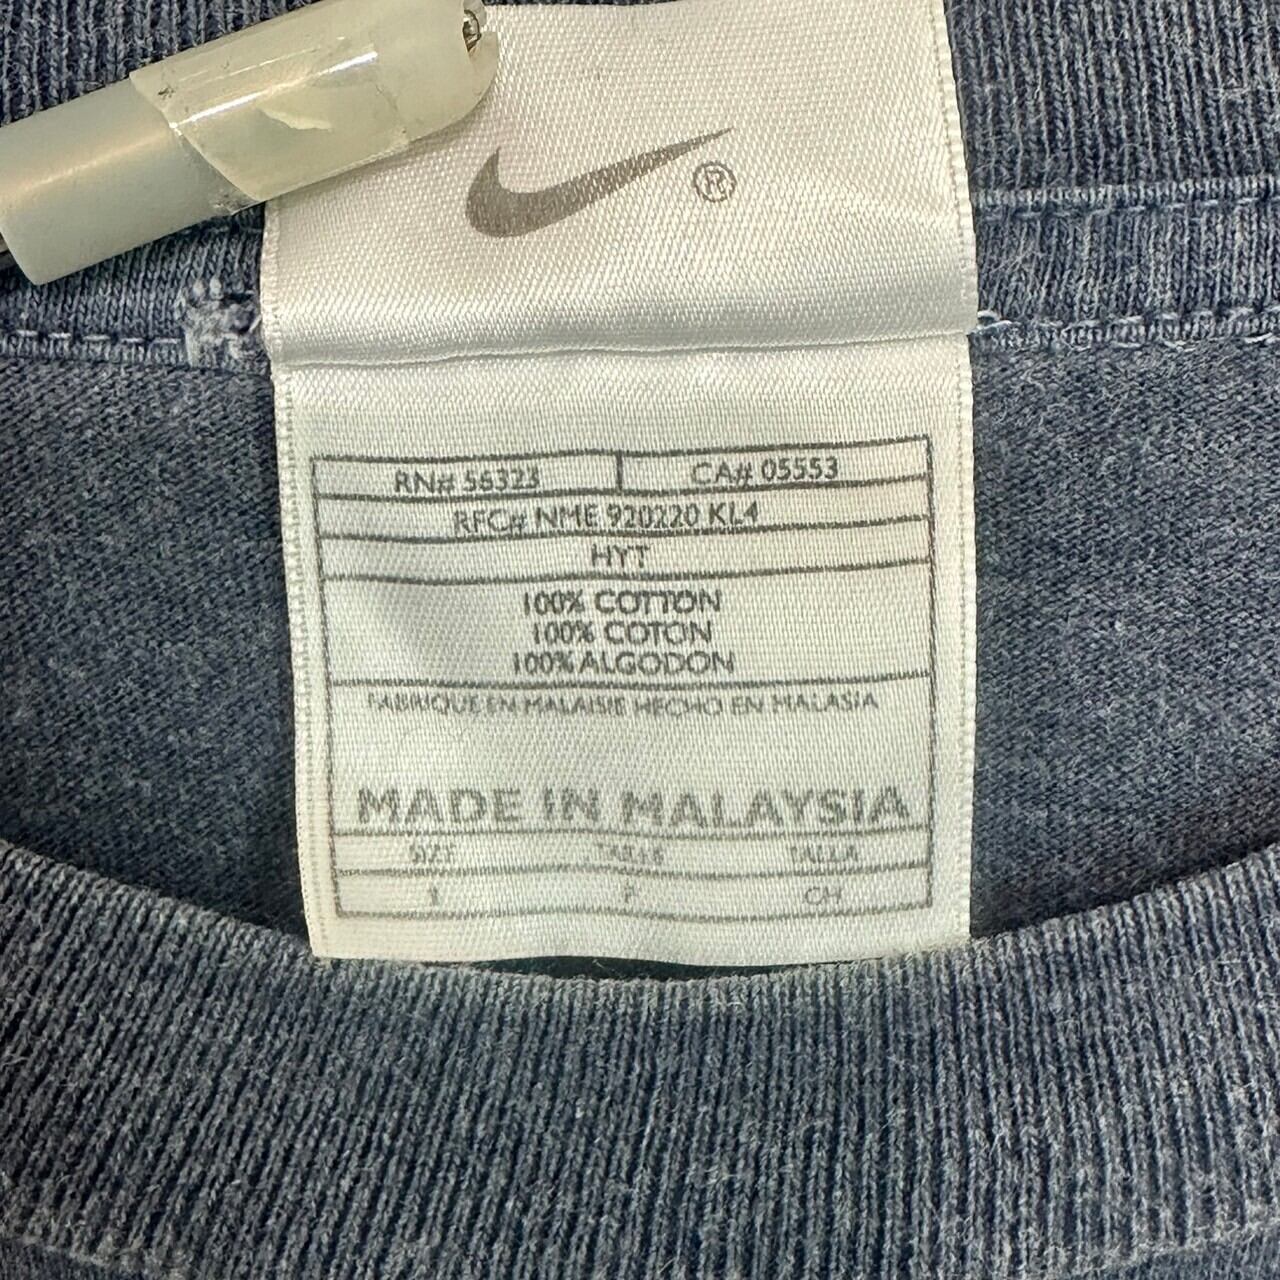 ®
RN# 56323 CA# 05553
RFC# NME 920220 KL4
HYT
100% COTTON
100% COTON
100% ALGODON
FABRIQUE EN MALAISIE HECHO EN MALASIA
MADE IN MALAYSIA
SIZE TAILLE TALLA
P CH